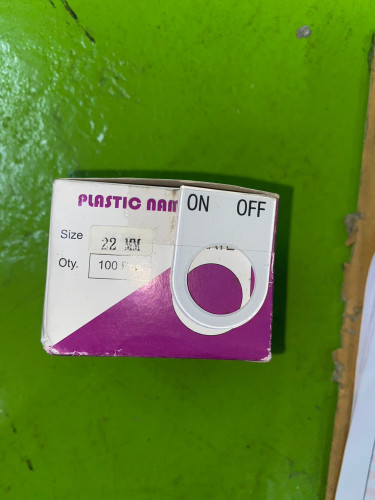 PLASTIC NAM
ON OFF
Size 22 MM
Qty. 100